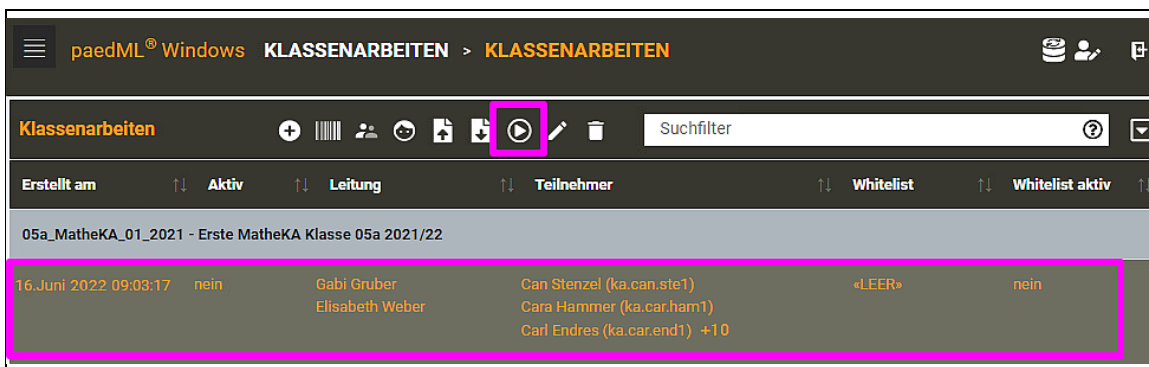 paedML® Windows KLASSENARBEITEN > KLASSENARBEITEN
Klassenarbeiten Suchfilter
Erstellt am Aktiv Leitung Teilnehmer Whitelist Whitelist aktiv
05a_MatheKA_01_2021 - Erste MatheKA Klasse 05a 2021/22
16.Juni 2022 09:03:17 nein Gabi Gruber Can Stenzel (ka.can.ste1) «LEER» nein
Elisabeth Weber Cara Hammer (ka.car.ham1)
Carl Endres (ka.car.end1) +10